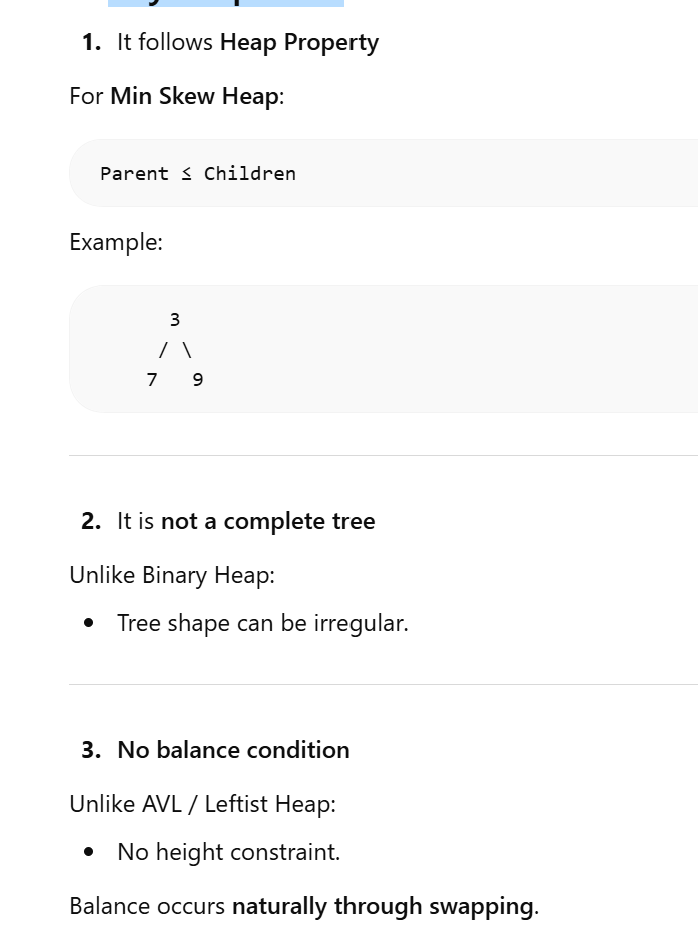 1. It follows Heap Property
For Min Skew Heap:
Parent ≤ Children
Example:
3
/ \
7 9
2. It is not a complete tree
Unlike Binary Heap:
• Tree shape can be irregular.
3. No balance condition
Unlike AVL / Leftist Heap:
• No height constraint.
Balance occurs naturally through swapping.